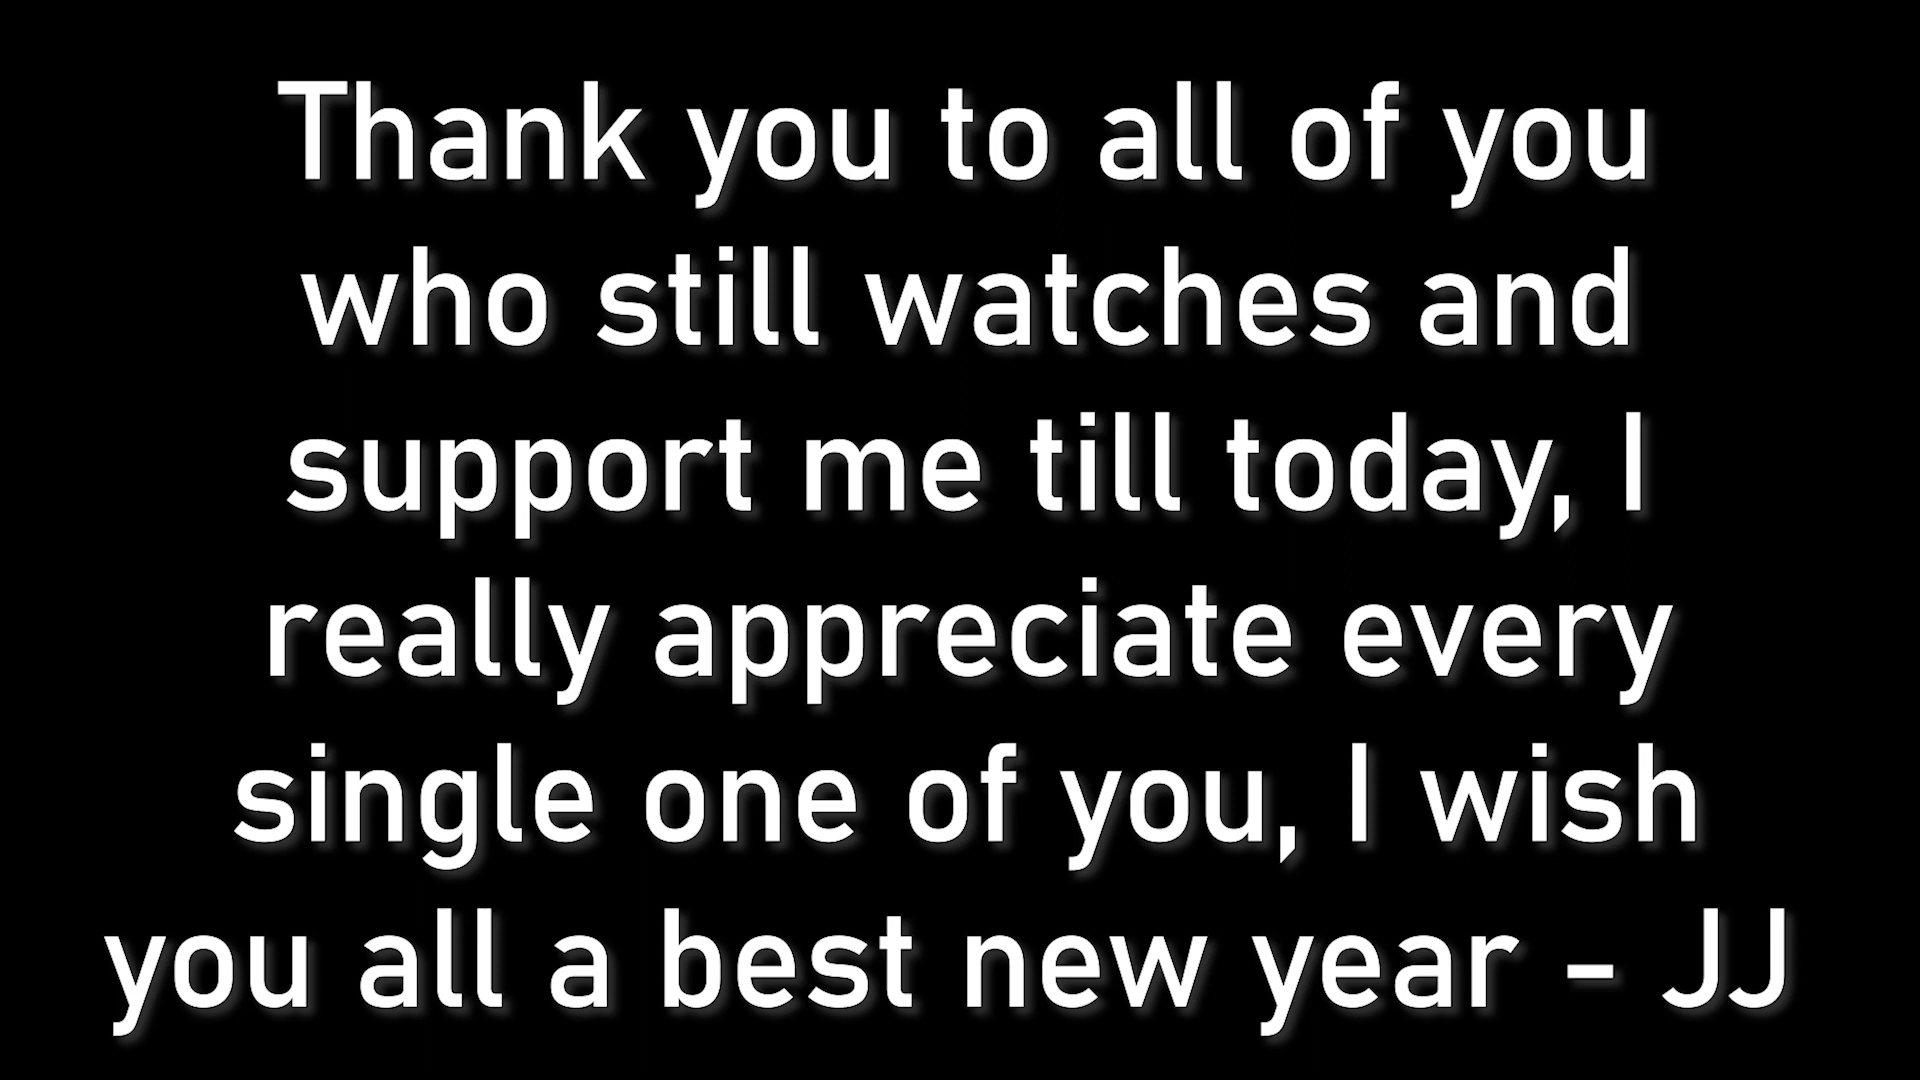 Thank you to all of you
who still watches and
support me till today, I
really appreciate every
single one of you, I wish
you all a best new year - JJ